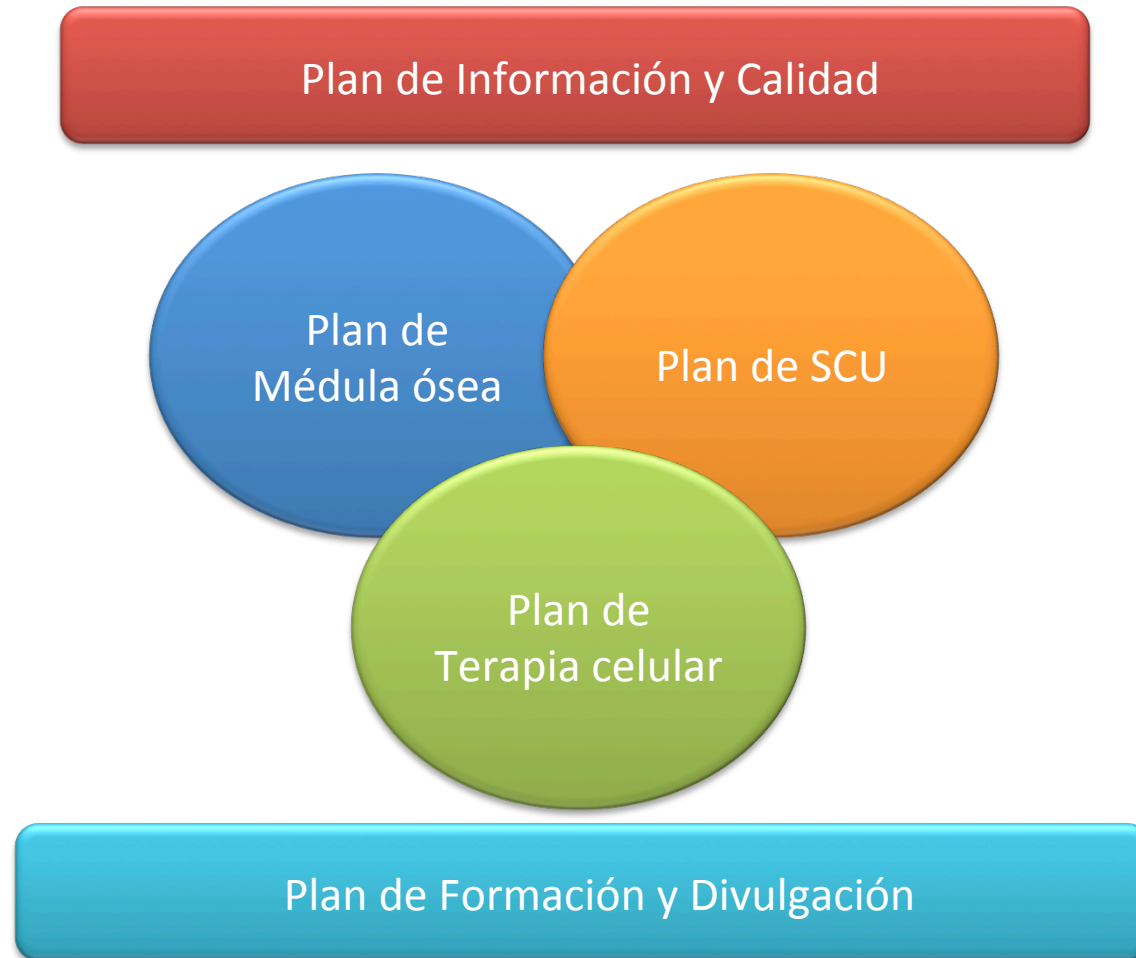 Plan de Información y Calidad
Plan de
Médula ósea
Plan de SCU
Plan de
Terapia celular
Plan de Formación y Divulgación